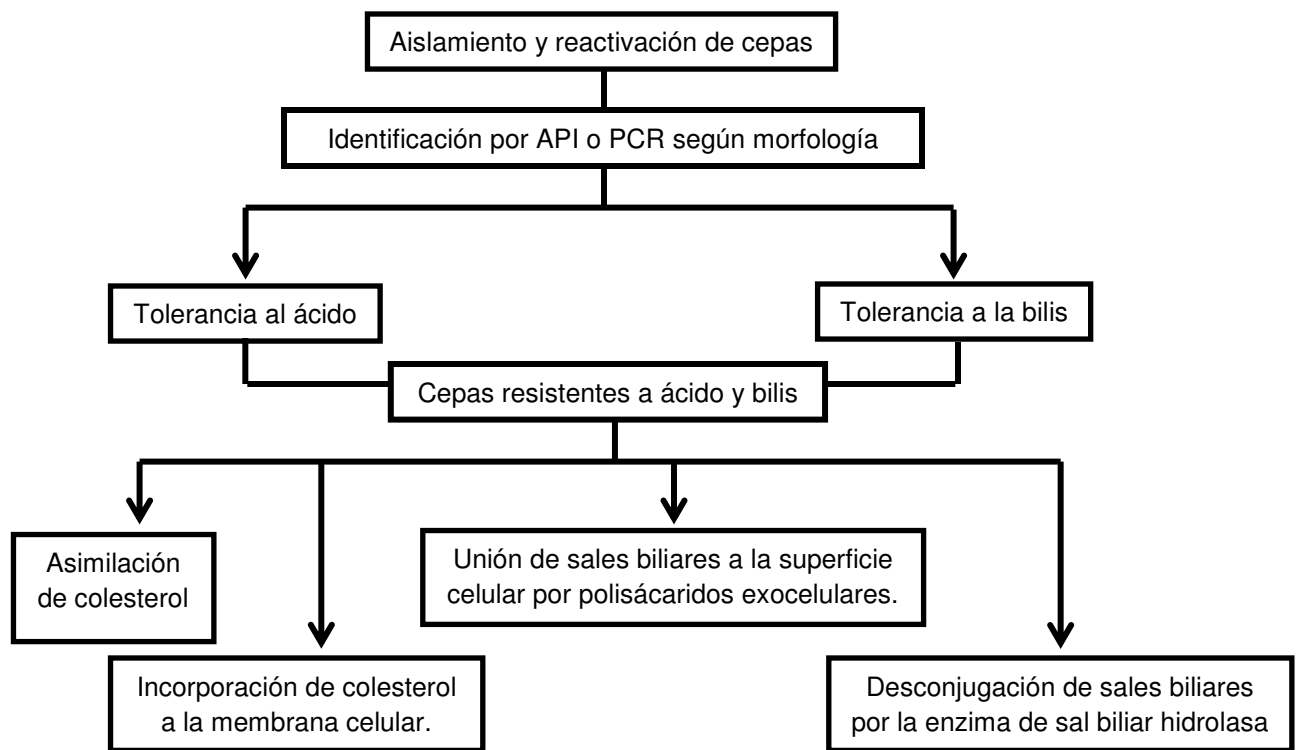 Aislamiento y reactivación de cepas
Identificación por API o PCR según morfología
Tolerancia al ácido
Tolerancia a la bilis
Cepas resistentes a ácido y bilis
Asimilación
de colesterol
Unión de sales biliares a la superficie
celular por polisácaridos exocelulares.
Incorporación de colesterol
a la membrana celular.
Desconjugación de sales biliares
por la enzima de sal biliar hidrolasa